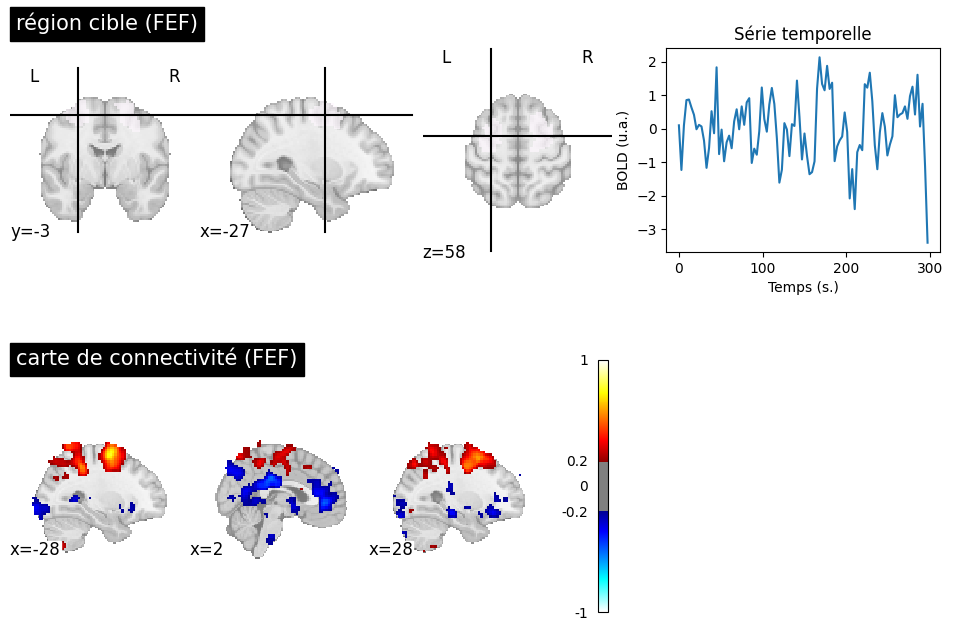 région cible (FEF)
L R
y=-3
x=-27
L R
z=58
Série temporelle
BOLD (u.a.)
2
1
0
−1
−2
−3
0 100 200 300
Temps (s.)
carte de connectivité (FEF)
x=-28
x=2
x=28
1
0.2
0
-0.2
-1